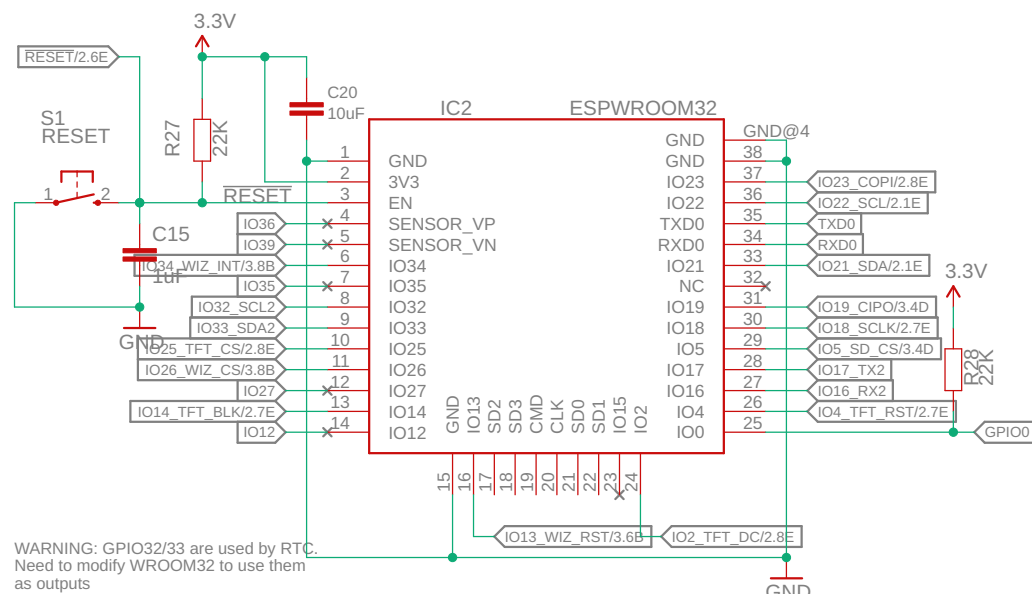 3.3V
RESET/2.6E
S1
RESET
1
2
R27
22K
C20
10uF
RESET
C15
1uF
GND
IC2
ESPWROOM32
1 GND
2 3V3
3 EN
IO36 4 SENSOR_VP
IO39 5 SENSOR_VN
IO34_WIZ_INT/3.8B 6 IO34
IO35 7 IO35
IO32_SCL2 8 IO32
IO33_SDA2 9 IO33
IO25_TFT_CS/2.8E 10 IO25
IO26_WIZ_CS/3.8B 11 IO26
IO27 12 IO27
IO14_TFT_BLK/2.7E 13 IO14
IO12 14 IO12
GND GND@4
GND 38
IO23 37 IO23_COPI/2.8E
IO22 36 IO22_SCL/2.1E
TXD0 35 TXD0
RXD0 34 RXD0
IO21 33 IO21_SDA/2.1E
NC 32
IO19 31 IO19_CIPO/3.4D
IO18 30 IO18_SCLK/2.7E
IO5 29 IO5_SD_CS/3.4D
IO17 28 IO17_TX2
IO16 27 IO16_RX2
IO4 26 IO4_TFT_RST/2.7E
IO0 25 GPIO0
3.3V
R28
22K
GND 15
IO13 16
SD2 17
SD3 18
CMD 19
CLK 20
SD0 21
SD1 22
IO15 23
IO2 24
IO13_WIZ_RST/3.6B
IO2_TFT_DC/2.8E
GND
WARNING: GPIO32/33 are used by RTC.
Need to modify WROOM32 to use them
as outputs